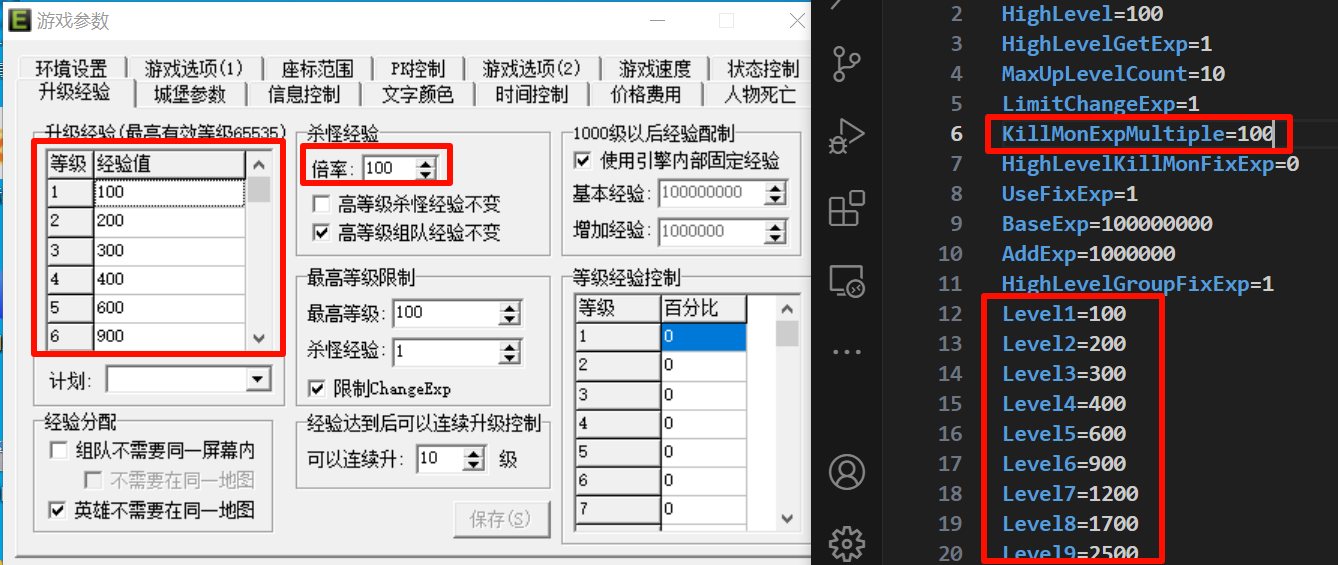 游戏参数
环境设置 游戏选项(1) 座标范围 PK控制 游戏选项(2) 游戏速度 状态控制
升级经验 城堡参数 信息控制 文字颜色 时间控制 价格费用 人物死亡
升级经验(最高有效等级65535)
等级 经验值
1 100
2 200
3 300
4 400
5 600
6 900
计划:
经验分配
组队不需要同一屏幕内
不需要在同一地图
英雄不需要在同一地图
杀怪经验
倍率: 100
高等级杀怪经验不变
高等级组队经验不变
最高等级限制
最高等级: 100
杀怪经验: 1
限制ChangeExp
经验达到后可以连续升级控制
可以连续升: 10 级
保存(S)
1000级以后经验配制
使用引擎内部固定经验
基本经验: 100000000
增加经验: 1000000
等级经验控制
等级 百分比
1 0
2 0
3 0
4 0
5 0
6 0
7 0
2 HighLevel=100
3 HighLevelGetExp=1
4 MaxUpLevelCount=10
5 LimitChangeExp=1
6 KillMonExpMultiple=100
7 HighLevelKillMonFixExp=0
8 UseFixExp=1
9 BaseExp=100000000
10 AddExp=1000000
11 HighLevelGroupFixExp=1
12 Level1=100
13 Level2=200
14 Level3=300
15 Level4=400
16 Level5=600
17 Level6=900
18 Level7=1200
19 Level8=1700
20 Level9=2500